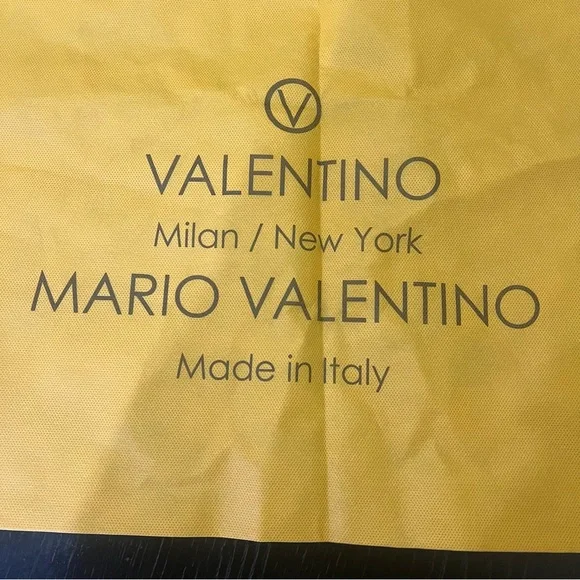 V
VALENTINO
Milan / New York
MARIO VALENTINO
Made in Italy